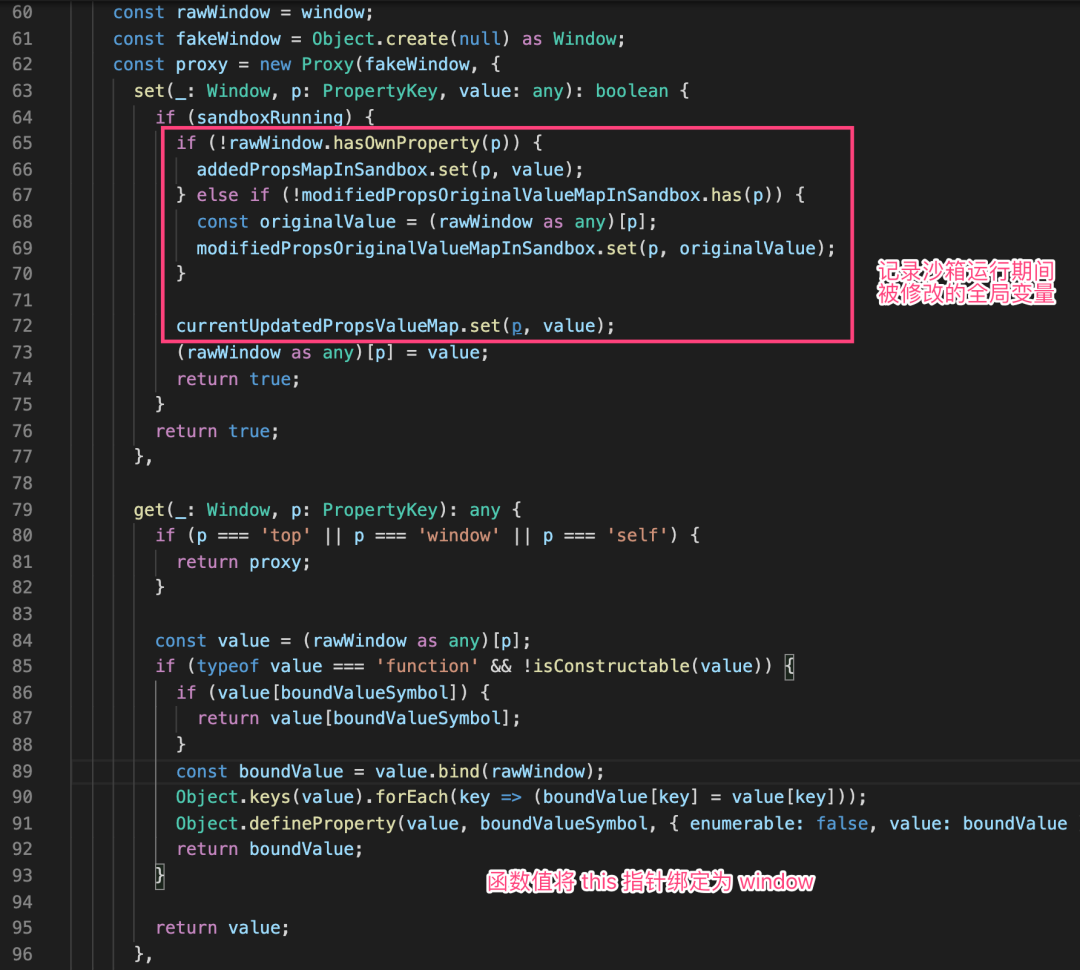 60 const rawWindow = window;
61 const fakeWindow = Object.create(null) as Window;
62 const proxy = new Proxy(fakeWindow, {
63 set(_: Window, p: PropertyKey, value: any): boolean {
64 if (sandboxRunning) {
65 if (!rawWindow.hasOwnProperty(p)) {
66 addedPropsMapInSandbox.set(p, value);
67 } else if (!modifiedPropsOriginalValueMapInSandbox.has(p)) {
68 const originalValue = (rawWindow as any)[p];
69 modifiedPropsOriginalValueMapInSandbox.set(p, originalValue);
70 }
71
记录沙箱运行期间
被修改的全局变量
72 currentUpdatedPropsValueMap.set(p, value);
73 (rawWindow as any)[p] = value;
74 return true;
75 }
76 return true;
77 },
78
79 get(_: Window, p: PropertyKey): any {
80 if (p === 'top' || p === 'window' || p === 'self') {
81 return proxy;
82 }
83
84 const value = (rawWindow as any)[p];
85 if (typeof value === 'function' && !isConstructable(value)) {
86 if (value[boundValueSymbol]) {
87 return value[boundValueSymbol];
88 }
89 const boundValue = value.bind(rawWindow);
90 Object.keys(value).forEach(key => (boundValue[key] = value[key]));
91 Object.defineProperty(value, boundValueSymbol, { enumerable: false, value: boundValue
92 return boundValue;
93 }
函数值将 this 指针绑定为 window
94
95 return value;
96 },